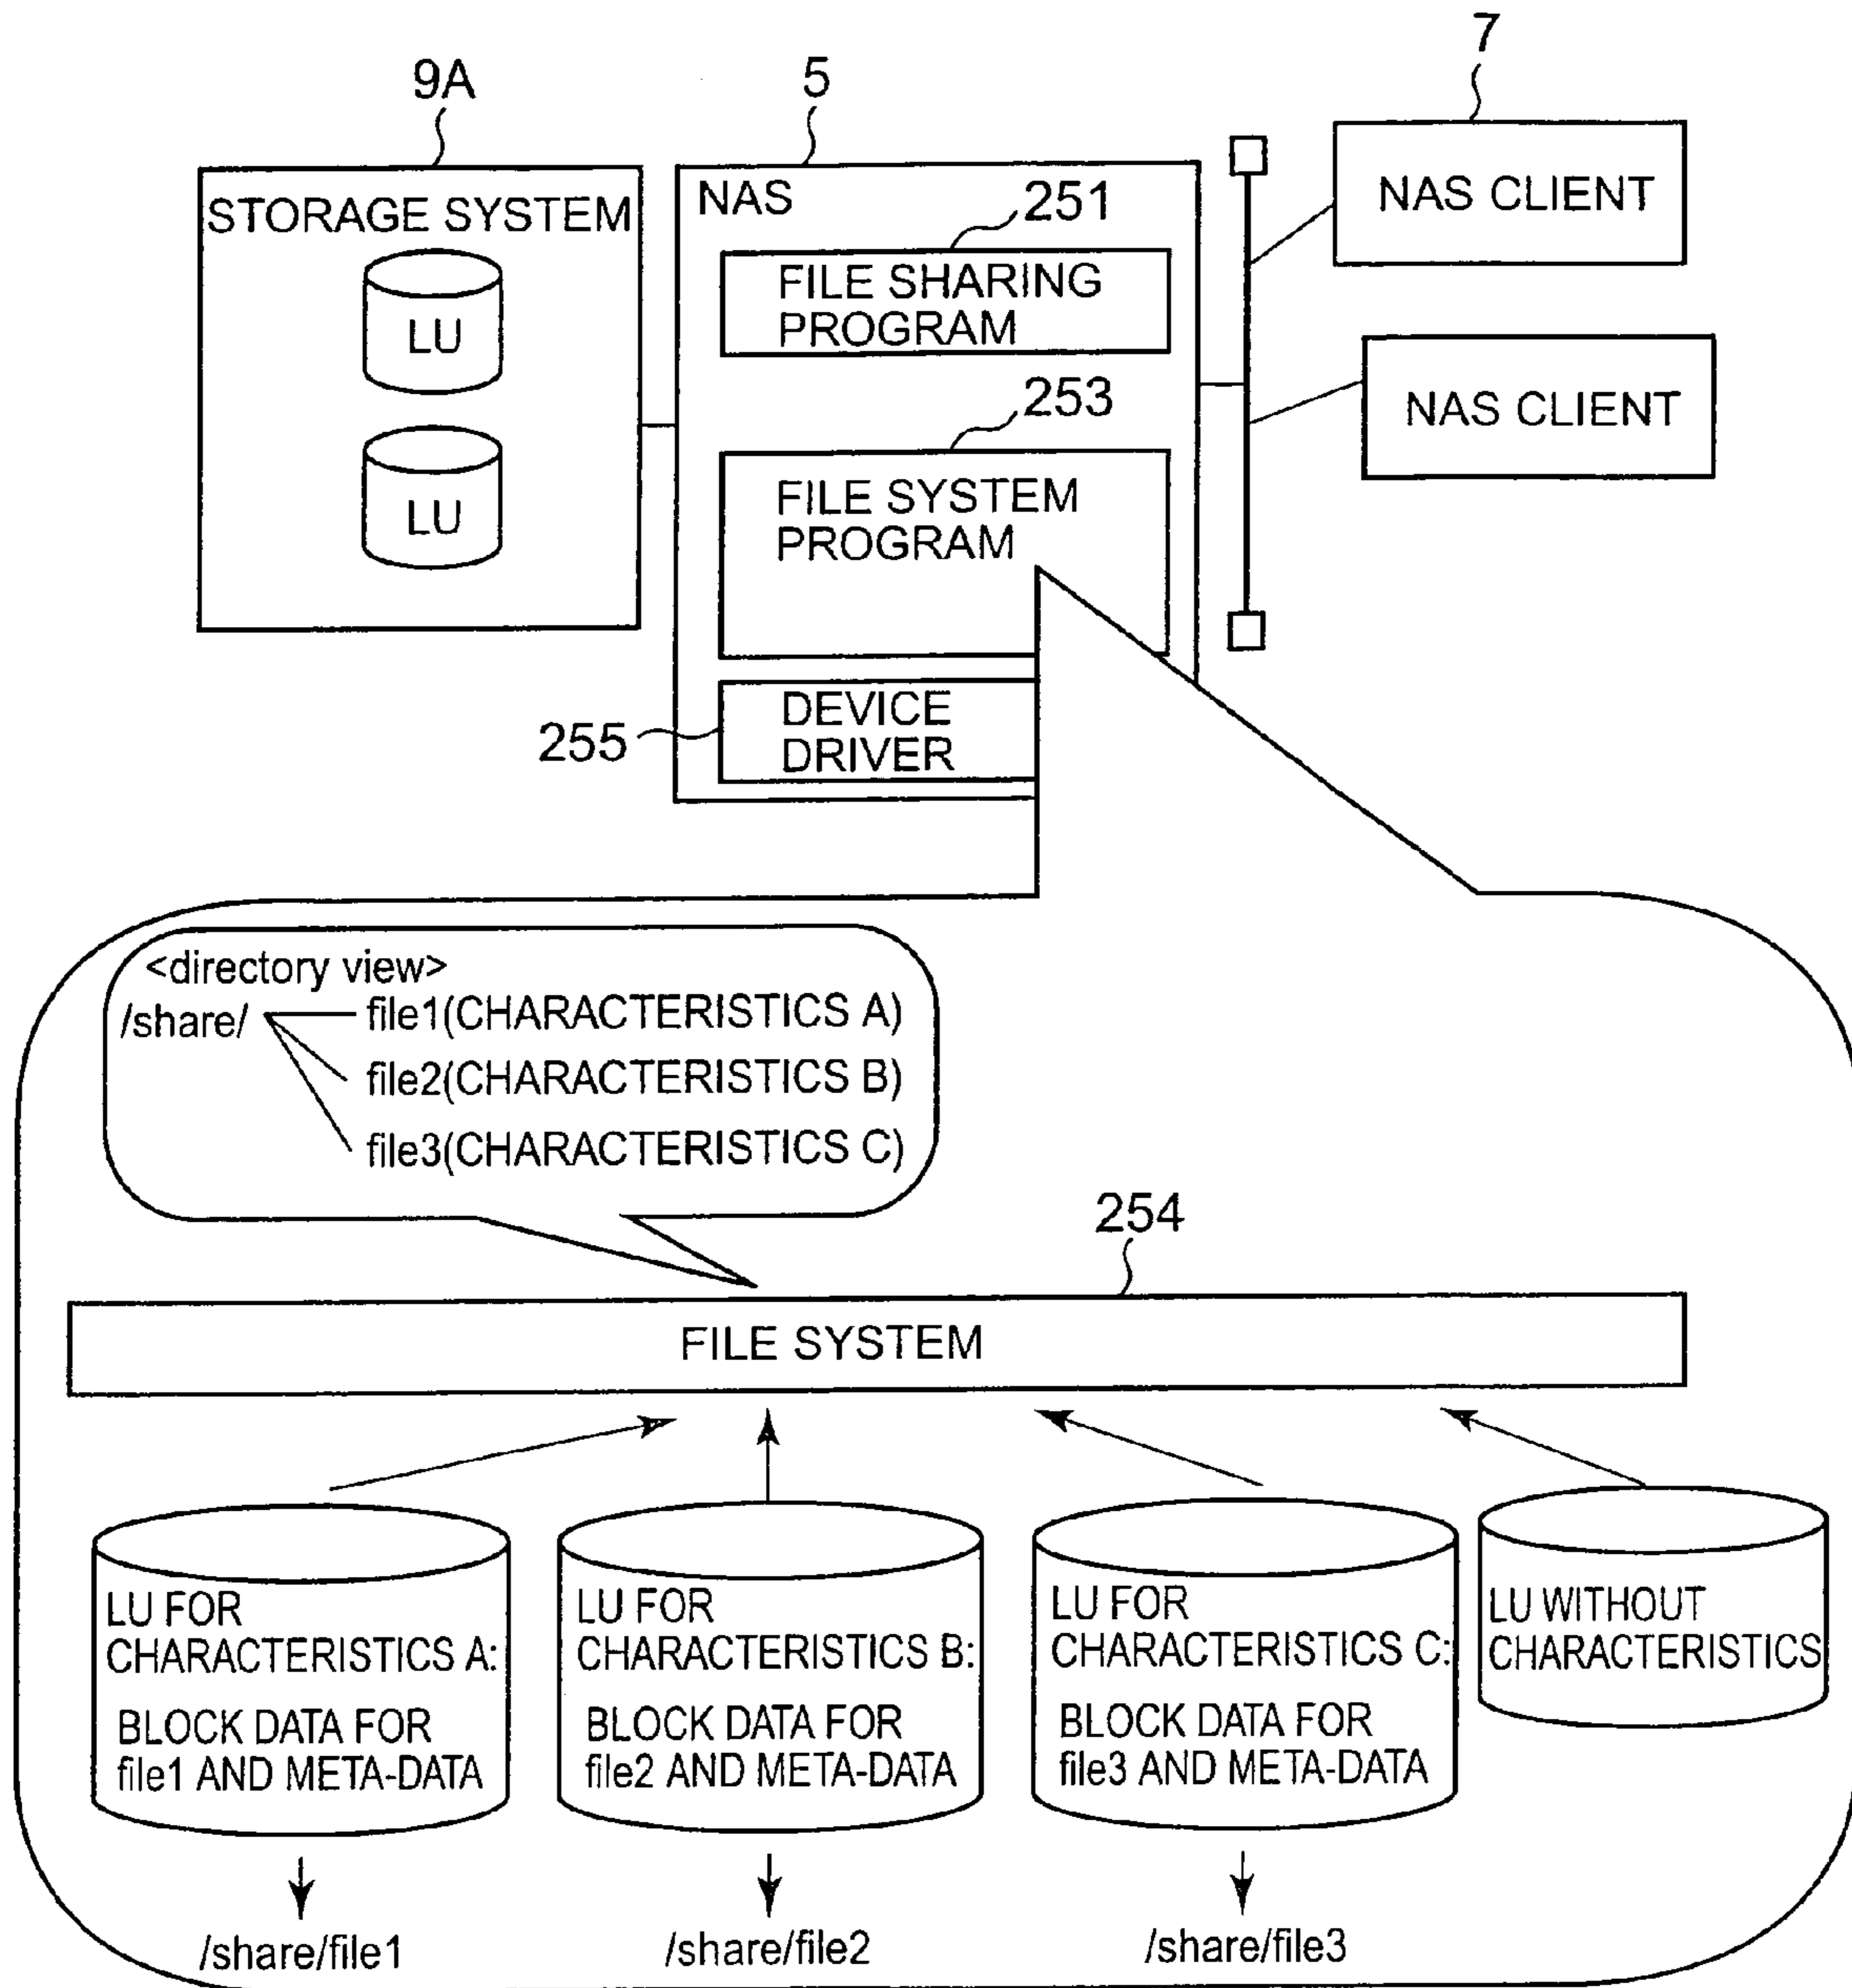 7
9A
5
STORAGE SYSTEM
LU
LU
NAS
251
FILE SHARING
PROGRAM
253
FILE SYSTEM
PROGRAM
255
DEVICE
DRIVER
NAS CLIENT
NAS CLIENT
<directory view>
/share/
file1(CHARACTERISTICS A)
file2(CHARACTERISTICS B)
file3(CHARACTERISTICS C)
254
FILE SYSTEM
LU FOR
CHARACTERISTICS A:
BLOCK DATA FOR
file1 AND META-DATA
LU FOR
CHARACTERISTICS B:
BLOCK DATA FOR
file2 AND META-DATA
LU FOR
CHARACTERISTICS C:
BLOCK DATA FOR
file3 AND META-DATA
LU WITHOUT
CHARACTERISTICS
/share/file1
/share/file2
/share/file3